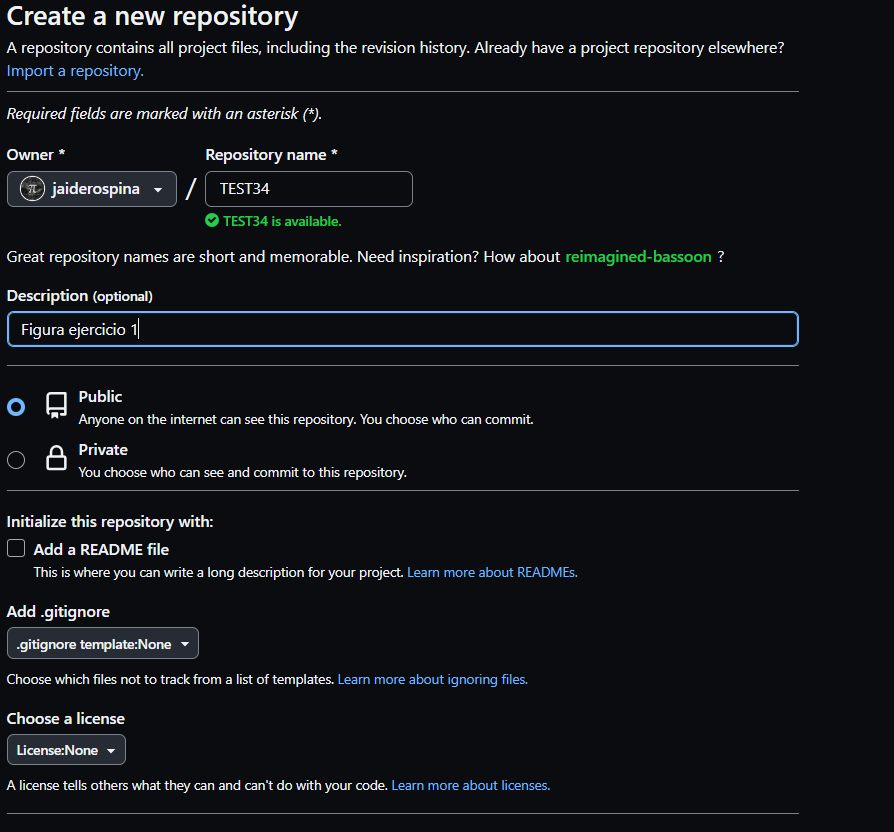 Create a new repository
A repository contains all project files, including the revision history. Already have a project repository elsewhere?
Import a repository.
Required fields are marked with an asterisk (*).
Owner * Repository name *
jaiderospina / TEST34
TEST34 is available.
Great repository names are short and memorable. Need inspiration? How about reimagined-bassoon ?
Description (optional)
Figura ejercicio 1
Public
Anyone on the internet can see this repository. You choose who can commit.
Private
You choose who can see and commit to this repository.
Initialize this repository with:
Add a README file
This is where you can write a long description for your project. Learn more about READMEs.
Add .gitignore
.gitignore template:None
Choose which files not to track from a list of templates. Learn more about ignoring files.
Choose a license
License:None
A license tells others what they can and can't do with your code. Learn more about licenses.